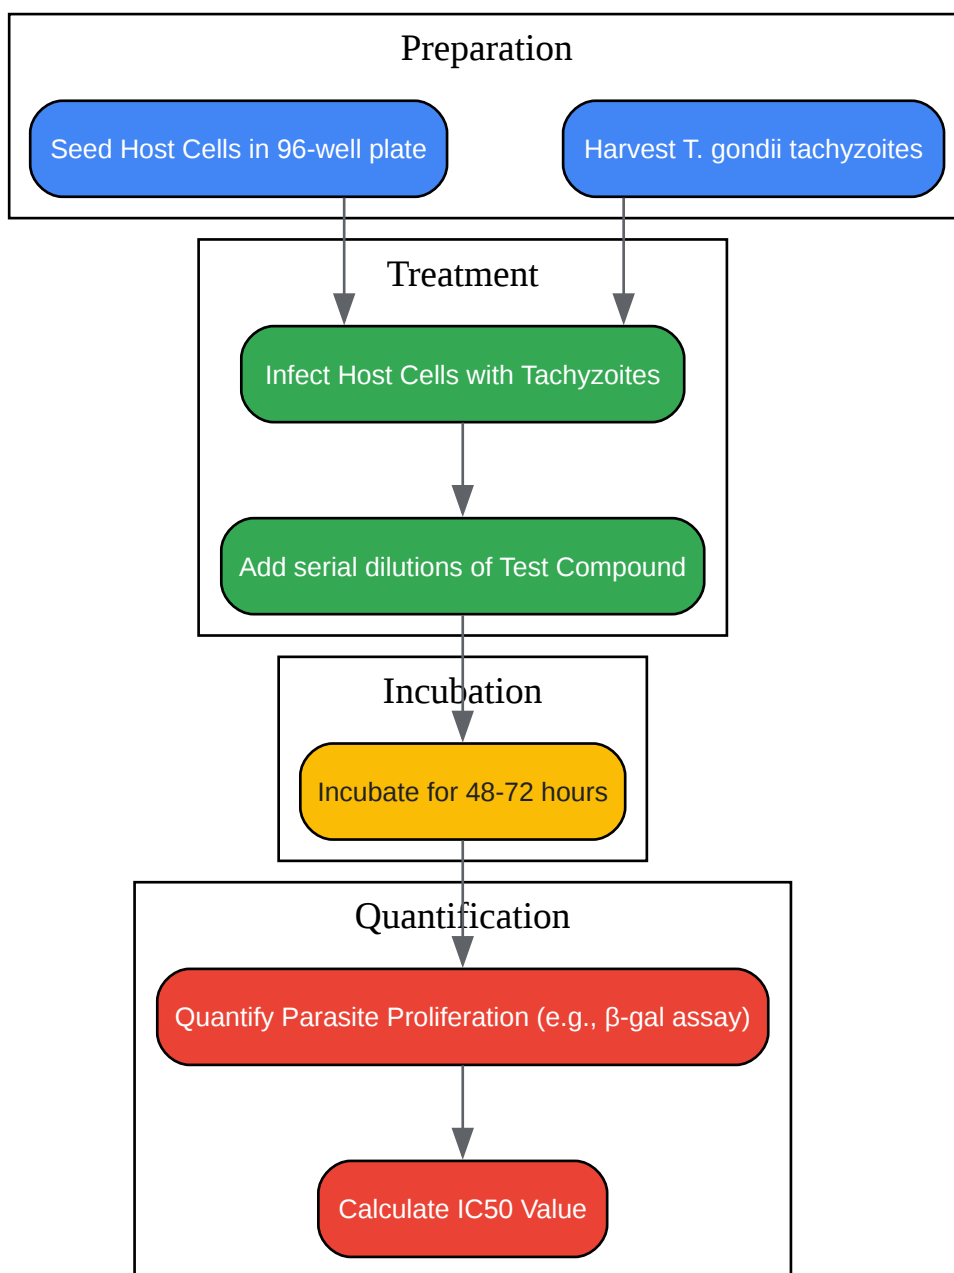 Preparation
Seed Host Cells in 96-well plate
Harvest T. gondii tachyzoites
Treatment
Infect Host Cells with Tachyzoites
Add serial dilutions of Test Compound
Incubation
Incubate for 48-72 hours
Quantification
Quantify Parasite Proliferation (e.g., β-gal assay)
Calculate IC50 Value